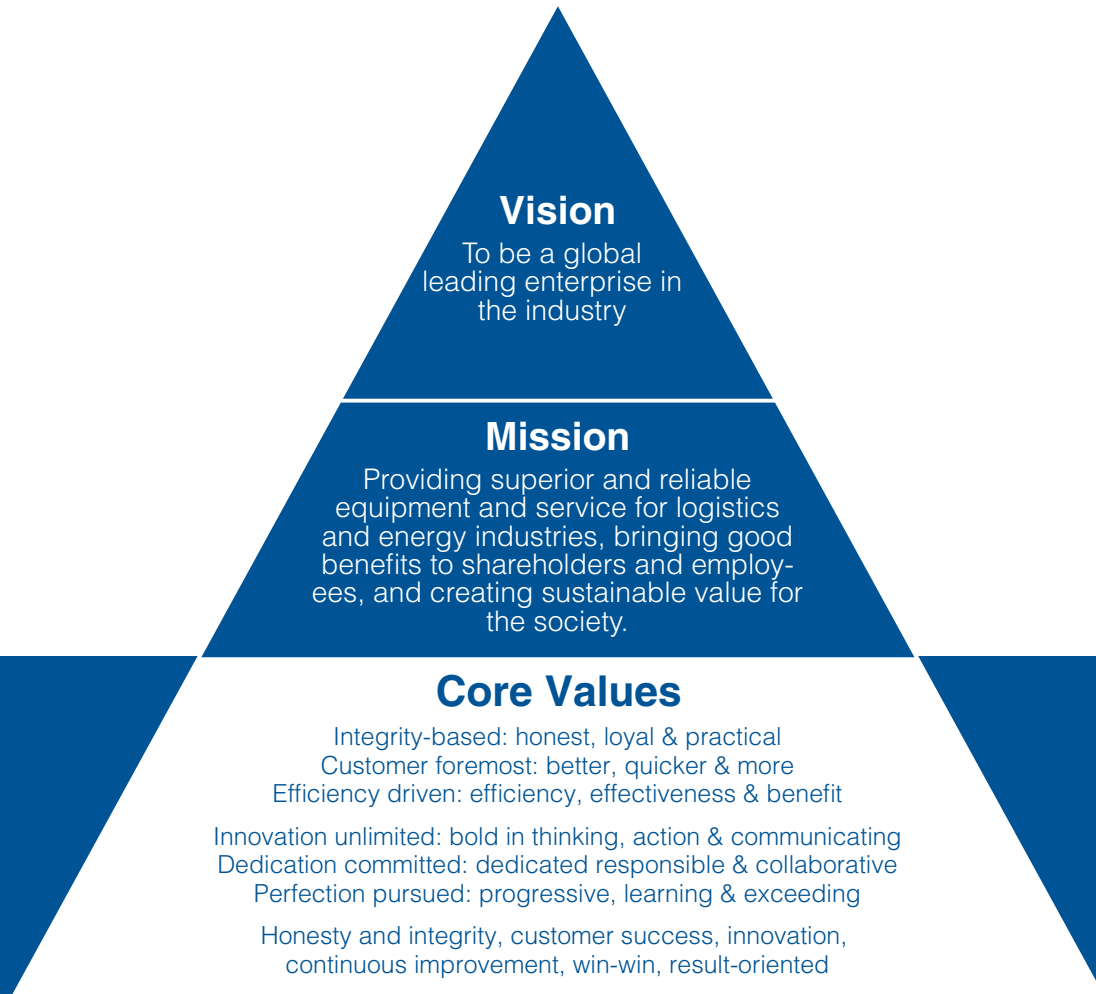 Vision
To be a global
leading enterprise in
the industry
Mission
Providing superior and reliable
equipment and service for logistics
and energy industries, bringing good
benefits to shareholders and employ-
ees, and creating sustainable value for
the society.
Core Values
Integrity-based: honest, loyal & practical
Customer foremost: better, quicker & more
Efficiency driven: efficiency, effectiveness & benefit
Innovation unlimited: bold in thinking, action & communicating
Dedication committed: dedicated responsible & collaborative
Perfection pursued: progressive, learning & exceeding
Honesty and integrity, customer success, innovation,
continuous improvement, win-win, result-oriented